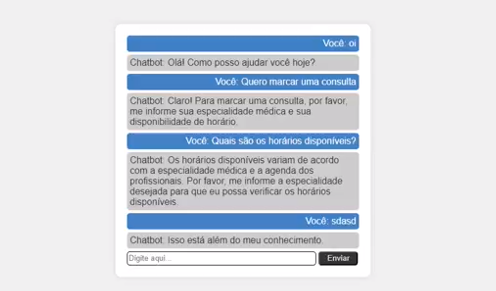 Você: oi
Chatbot: Olá! Como posso ajudar você hoje?
Você: Quero marcar uma consulta
Chatbot: Claro! Para marcar uma consulta, por favor,
me informe sua especialidade médica e sua
disponibilidade de horário.
Você: Quais são os horários disponíveis?
Chatbot: Os horários disponíveis variam de acordo
com a especialidade médica e a agenda dos
profissionais. Por favor, me informe a especialidade
desejada para que eu possa verificar os horários
disponíveis.
Você: sdasd
Chatbot: Isso está além do meu conhecimento.
Digite aqui...
Enviar